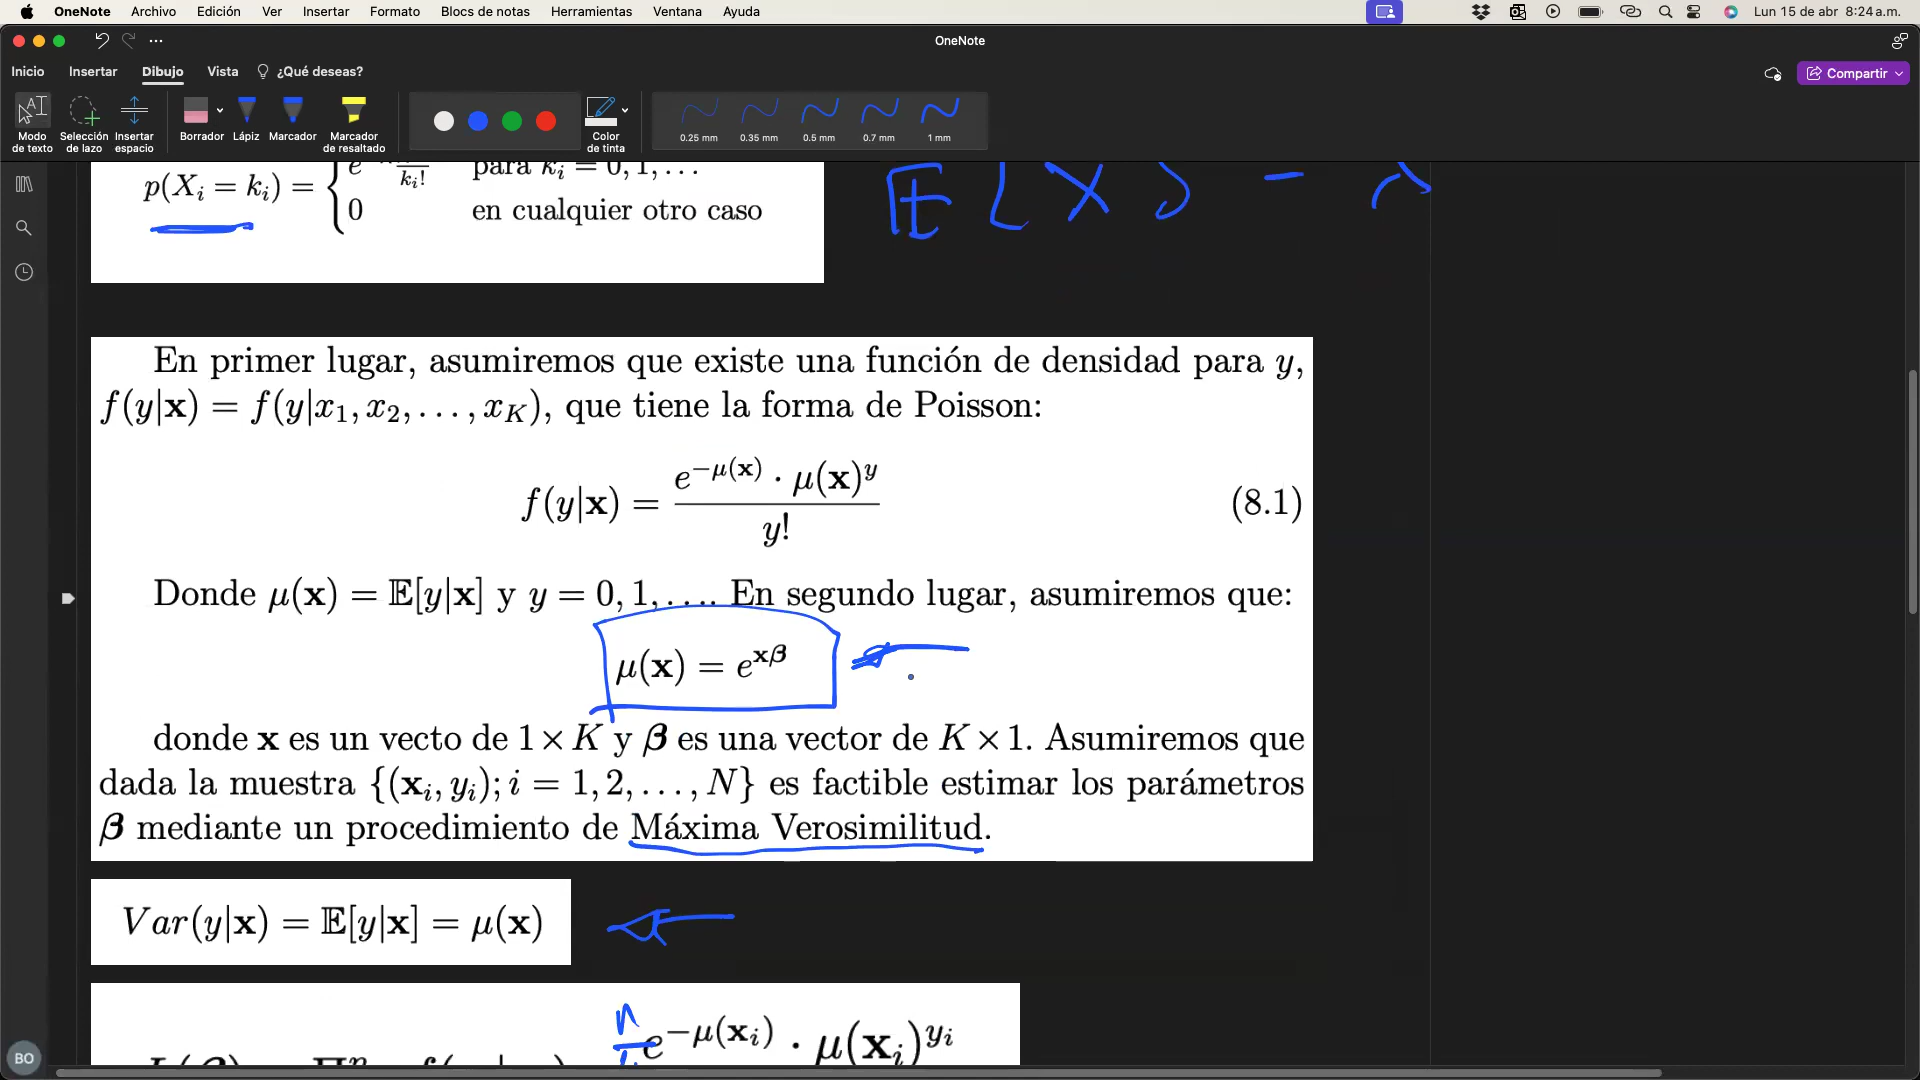 OneNote Archivo Edición Ver Insertar Formato Blocs de notas Herramientas Ventana Ayuda Lun 15 de abr 8:24 a.m.
OneNote
Inicio Insertar Dibujo Vista ¿Qué deseas? Compartir
Modo de texto
Selección de lazo
Insertar espacio
Borrador
Lápiz
Marcador
Marcador de resaltado
Color de tinta
0.25 mm 0.35 mm 0.5 mm 0.7 mm 1 mm
p(X_i = k_i) = { e k_i! para k_i = 0, 1, ...
0 en cualquier otro caso
E[X]
En primer lugar, asumiremos que existe una función de densidad para y,
f(y|x) = f(y|x_1, x_2, ..., x_K), que tiene la forma de Poisson:
f(y|x) = e^{-μ(x)} · μ(x)^y / y! (8.1)
Donde μ(x) = 𝔼[y|x] y y = 0, 1, .... En segundo lugar, asumiremos que:
μ(x) = e^{xβ}
donde x es un vecto de 1 × K y β es una vector de K × 1. Asumiremos que
dada la muestra {(x_i, y_i); i = 1, 2, ..., N} es factible estimar los parámetros
β mediante un procedimiento de Máxima Verosimilitud.
Var(y|x) = 𝔼[y|x] = μ(x)
n
e^{-μ(x_i)} · μ(x_i)^{y_i}
BO